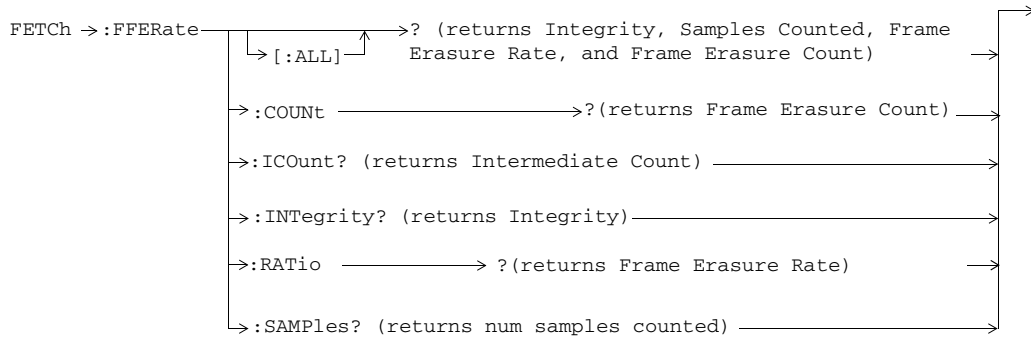 FETCh :FFERate ? (returns Integrity, Samples Counted, Frame
[:ALL] Erasure Rate, and Frame Erasure Count)
:COUNt ?(returns Frame Erasure Count)
:ICOunt? (returns Intermediate Count)
:INTegrity? (returns Integrity)
:RATio ?(returns Frame Erasure Rate)
:SAMPles? (returns num samples counted)